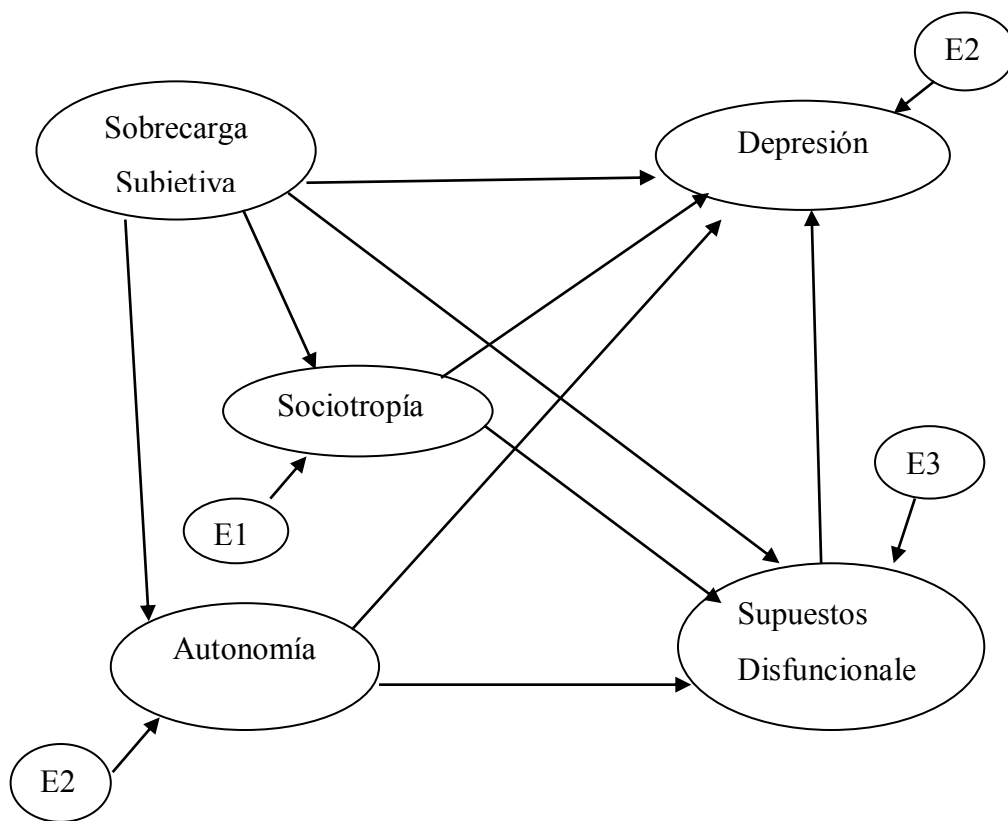 E2
Sobrecarga
Subjetiva
Depresión
Sociotropía
E3
E1
Supuestos
Disfuncionale
Autonomía
E2